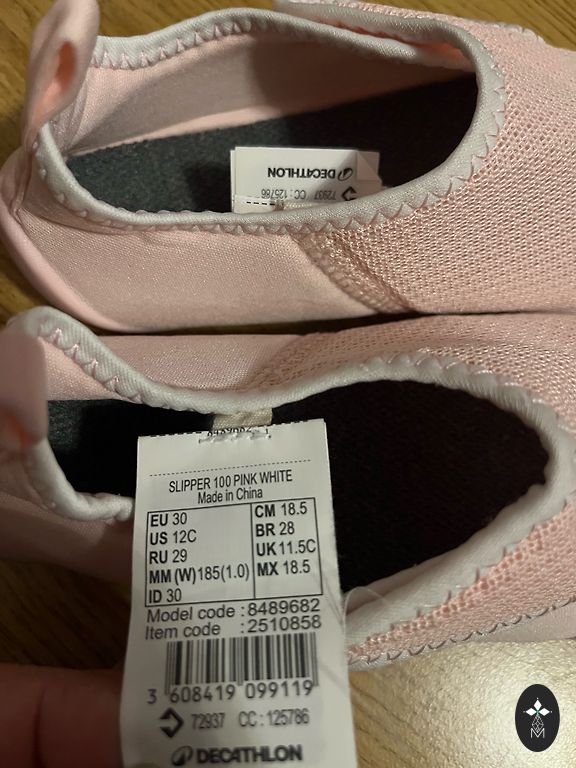 DECATHLON
72937 CC: 125786
8489682
SLIPPER 100 PINK WHITE
Made in China
EU 30 CM 18.5
US 12C BR 28
RU 29 UK 11.5C
MM (W) 185(1.0) MX 18.5
ID 30
Model code : 8489682
Item code : 2510858
3 608419 099119
72937 CC: 125786
DECATHLON
M